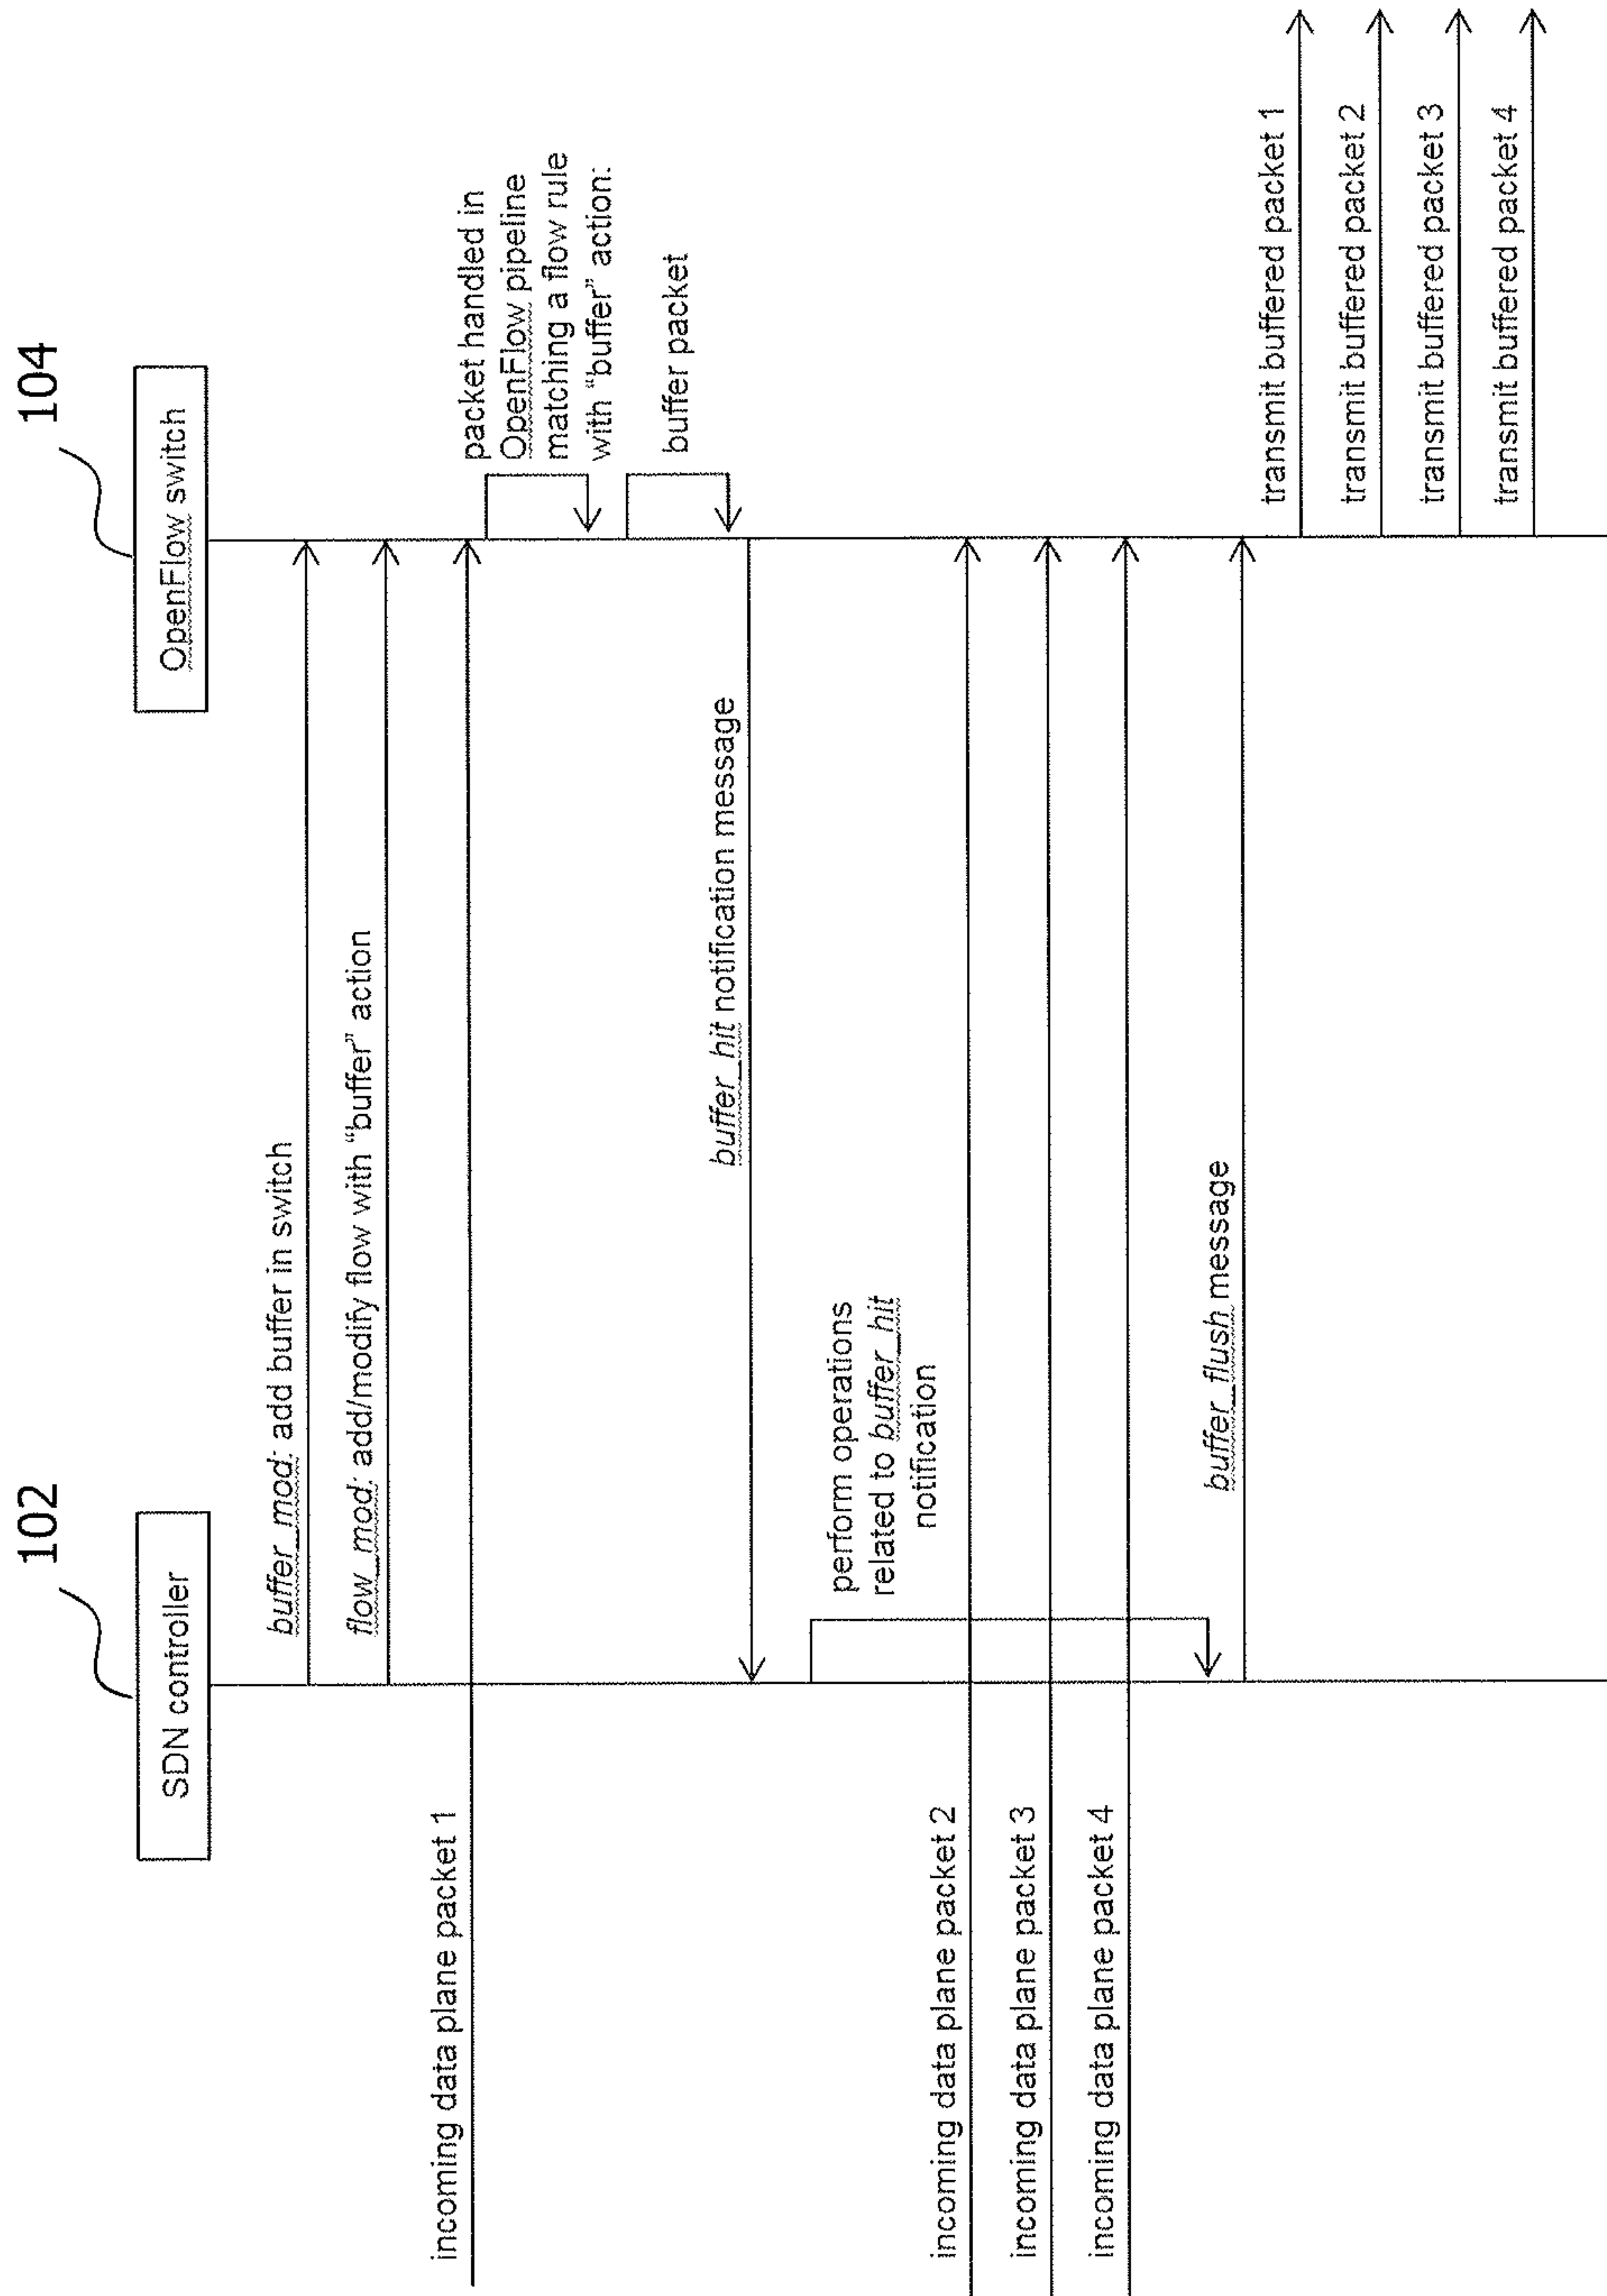 102
104
SDN controller
OpenFlow switch
buffer_mod: add buffer in switch
flow_mod: add/modify flow with "buffer" action
incoming data plane packet 1
packet handled in
OpenFlow pipeline
matching a flow rule
with "buffer" action:
buffer packet
buffer_hit notification message
perform operations
related to buffer_hit
notification
incoming data plane packet 2
incoming data plane packet 3
incoming data plane packet 4
buffer_flush message
transmit buffered packet 1
transmit buffered packet 2
transmit buffered packet 3
transmit buffered packet 4